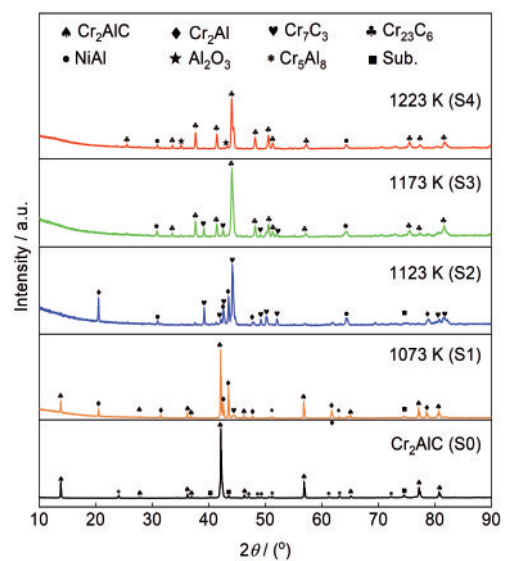 ♠ Cr₂AlC ♦ Cr₂Al ♥ Cr₇C₃ ♣ Cr₂₃C₆
● NiAl ★ Al₂O₃ * Cr₅Al₈ ■ Sub.
1223 K (S4)
1173 K (S3)
1123 K (S2)
1073 K (S1)
Cr₂AlC (S0)
Intensity / a.u.
10 20 30 40 50 60 70 80 90
2θ / (°)